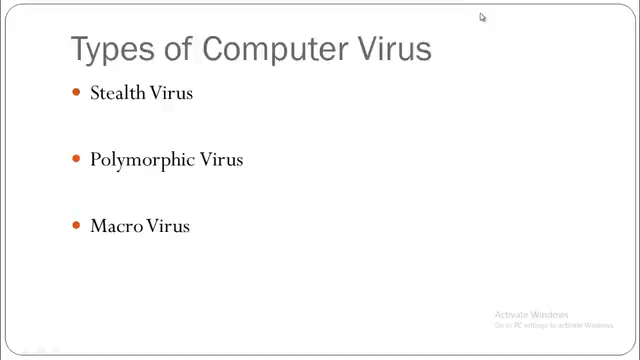 Types of Computer Virus
Stealth Virus
Polymorphic Virus
Macro Virus
Activate Windows
Go to PC settings to activate Windows.